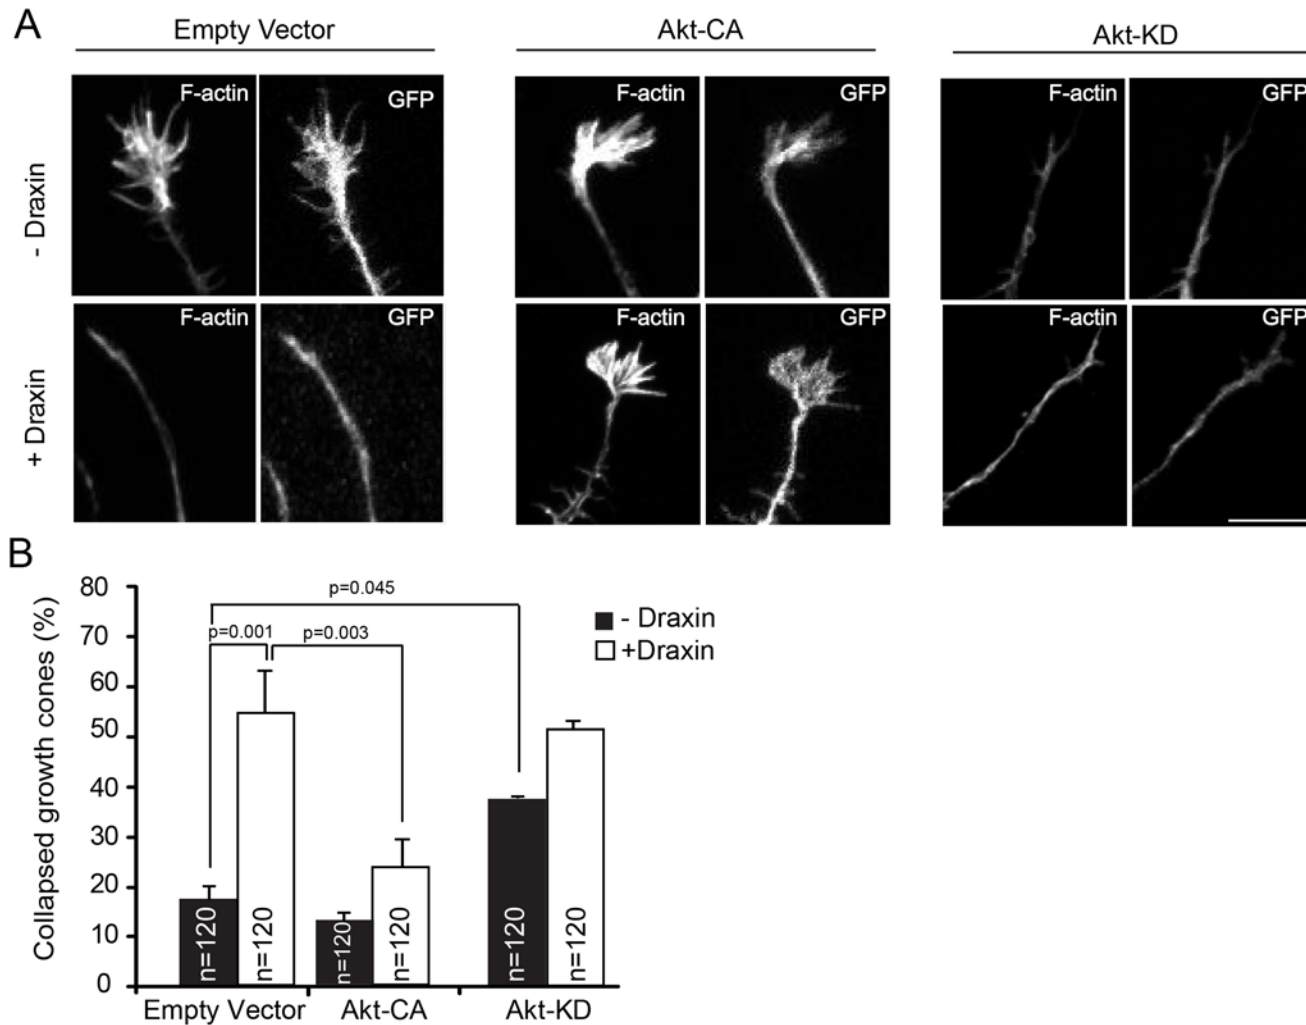 A
Empty Vector
Akt-CA
Akt-KD
- Draxin
F-actin
GFP
F-actin
GFP
F-actin
GFP
+ Draxin
F-actin
GFP
F-actin
GFP
F-actin
GFP
B
Collapsed growth cones (%)
80
70
60
50
40
30
20
10
0
p=0.045
p=0.001
p=0.003
- Draxin
+Draxin
n=120
n=120
n=120
n=120
n=120
n=120
Empty Vector
Akt-CA
Akt-KD